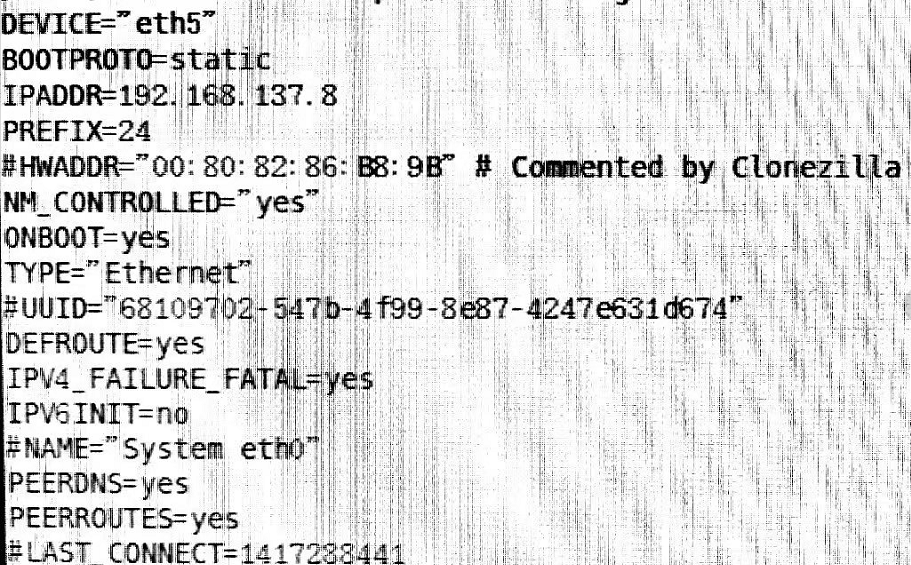 DEVICE="eth5"
BOOTPROTO=static
IPADDR=192.168.137.8
PREFIX=24
#HWADDR="00:80:82:86:B8:9B" # Commented by Clonezilla
NM_CONTROLLED="yes"
ONBOOT=yes
TYPE="Ethernet"
#UUID="68109702-547b-4f99-8e87-4247e631d674"
DEFROUTE=yes
IPV4_FAILURE_FATAL=yes
IPV6INIT=no
#NAME="System eth0"
PEERDNS=yes
PEERROUTES=yes
#LAST_CONNECT=1417238441